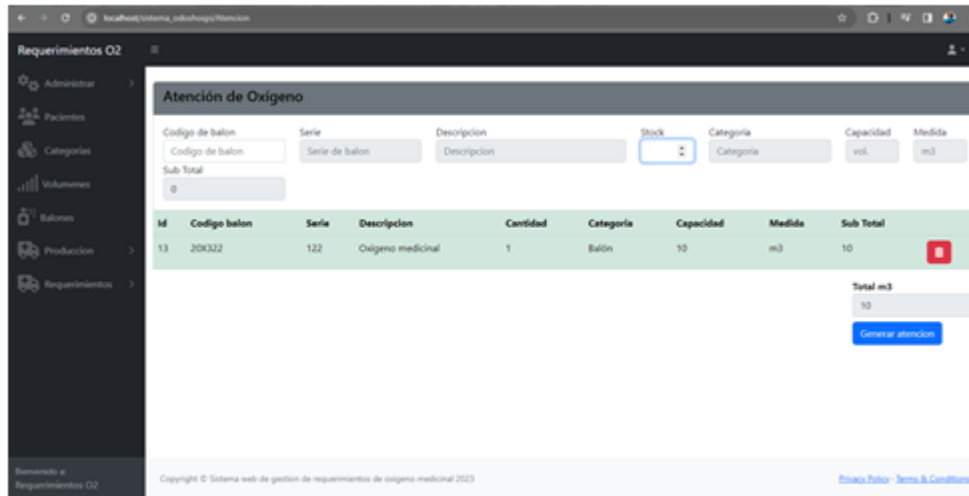 localhost/sistema_odoshospi/Atencion
Requerimientos O2
Administrar
Pacientes
Categorias
Volumenes
Balones
Produccion
Requerimientos
Atención de Oxígeno
Codigo de balon Serie Descripcion Stock Categoria Capacidad Medida
Codigo de balon Serie de balon Descripcion Categoria vol. m3
Sub Total
0
Id Codigo balon Serie Descripcion Cantidad Categoria Capacidad Medida Sub Total
13 20X322 122 Oxigeno medicinal 1 Balón 10 m3 10
Total m3
10
Generar atencion
Bienvenido a:
Requerimientos O2
Copyright © Sistema web de gestion de requerimientos de oxigeno medicinal 2023
Privacy Policy · Terms & Conditions